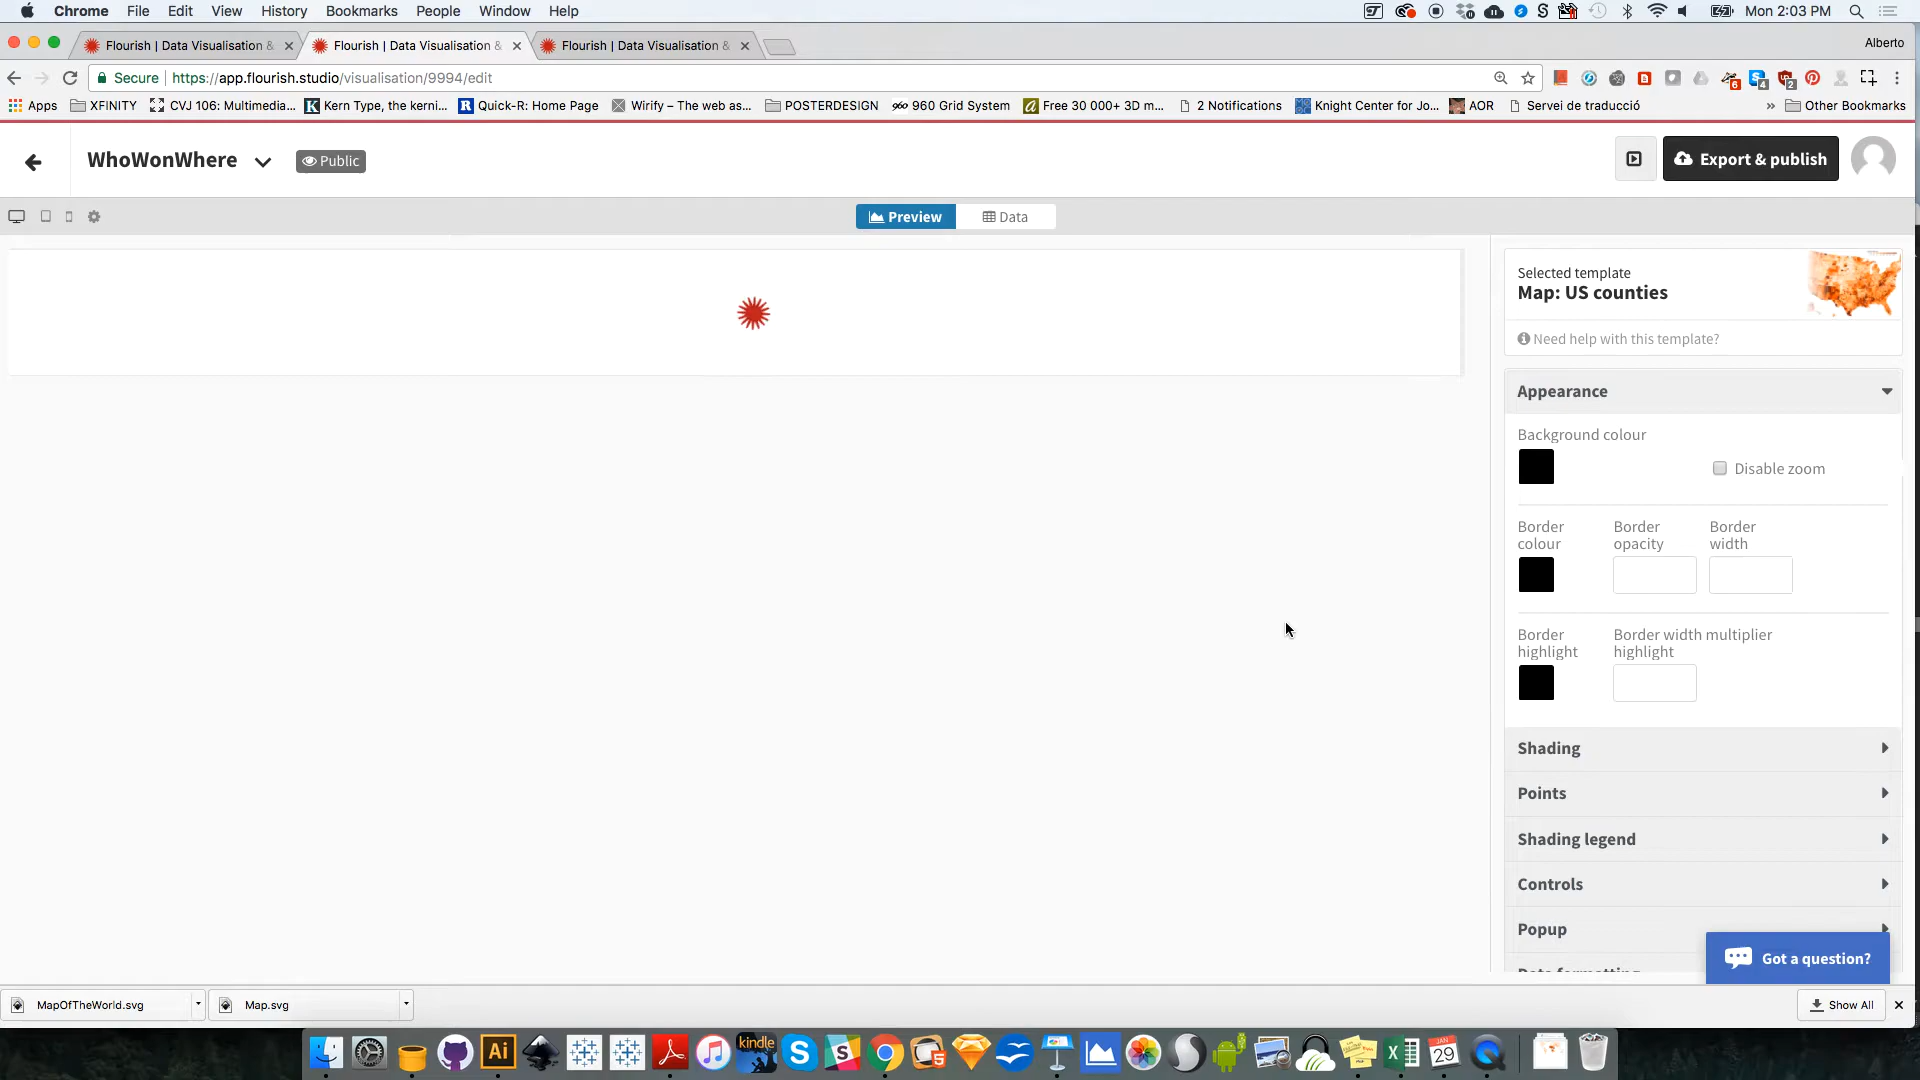 Chrome File Edit View History Bookmarks People Window Help Mon 2:03 PM
Flourish | Data Visualisation & Flourish | Data Visualisation & Flourish | Data Visualisation & Alberto
Secure https://app.flourish.studio/visualisation/9994/edit
Apps XFINITY CVJ 106: Multimedia... Kern Type, the kerni... Quick-R: Home Page Wirify – The web as... POSTERDESIGN 960 Grid System Free 30 000+ 3D m... 2 Notifications Knight Center for Jo... AOR Servei de traducció » Other Bookmarks
WhoWonWhere Public Export & publish
Preview Data
Selected template
Map: US counties
Need help with this template?
Appearance
Background colour
Disable zoom
Border colour
Border opacity
Border width
Border highlight
Border width multiplier highlight
Shading
Points
Shading legend
Controls
Popup
Got a question?
MapOfTheWorld.svg Map.svg Show All
kindle
JAN
29